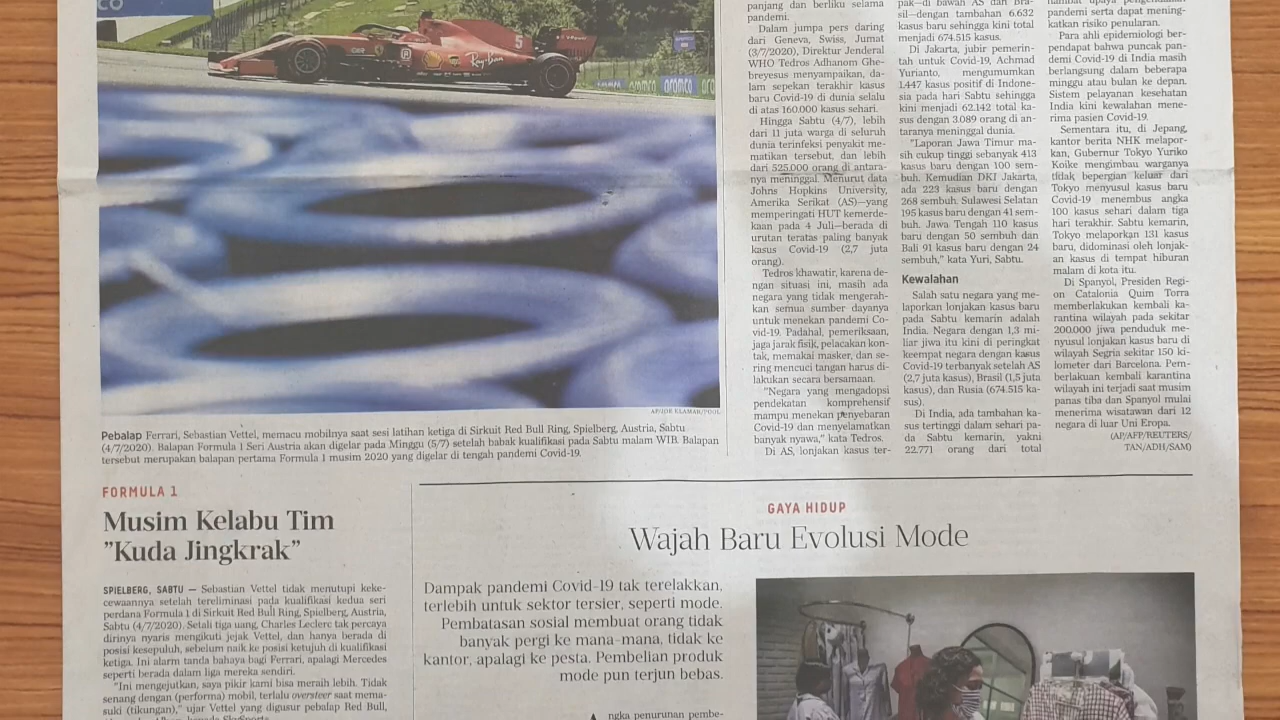 CO
5
Ray-Ban
aramco
aramco
AP/JOE KLAMAR/POOL
Pebalap Ferrari, Sebastian Vettel, memacu mobilnya saat sesi latihan ketiga di Sirkuit Red Bull Ring, Spielberg, Austria, Sabtu
(4/7/2020). Balapan Formula 1 Seri Austria akan digelar pada Minggu (5/7) setelah babak kualifikasi pada Sabtu malam WIB. Balapan
tersebut merupakan balapan pertama Formula 1 musim 2020 yang digelar di tengah pandemi Covid-19.
panjang dan berliku selama
pandemi.
Dalam jumpa pers daring
dari Geneva, Swiss, Jumat
(3/7/2020), Direktur Jenderal
WHO Tedros Adhanom Ghe-
breyesus menyampaikan, da-
lam sepekan terakhir kasus
baru Covid-19 di dunia selalu
di atas 160.000 kasus sehari.
Hingga Sabtu (4/7), lebih
dari 11 juta warga di seluruh
dunia terinfeksi penyakit me-
matikan tersebut, dan lebih
dari 525.000 orang di antara-
nya meninggal. Menurut data
Johns Hopkins University,
Amerika Serikat (AS)—yang
memperingati HUT kemerde-
kaan pada 4 Juli—berada di
urutan teratas paling banyak
kasus Covid-19 (2,7 juta
orang).
Tedros khawatir, karena de-
ngan situasi ini, masih ada
negara yang tidak mengerah-
kan semua sumber dayanya
untuk menekan pandemi Co-
vid-19. Padahal, pemeriksaan,
jaga jarak fisik, pelacakan kon-
tak, memakai masker, dan se-
ring mencuci tangan harus di-
lakukan secara bersamaan.
"Negara yang mengadopsi
pendekatan komprehensif
mampu menekan penyebaran
Covid-19 dan menyelamatkan
banyak nyawa," kata Tedros.
Di AS, lonjakan kasus ter-
pak—di bawah AS dan Bra-
sil—dengan tambahan 6.632
kasus baru sehingga kini total
menjadi 674.515 kasus.
Di Jakarta, jubir pemerin-
tah untuk Covid-19, Achmad
Yurianto, mengumumkan
1.447 kasus positif di Indone-
sia pada hari Sabtu sehingga
kini menjadi 62.142 total ka-
sus dengan 3.089 orang di an-
taranya meninggal dunia.
"Laporan Jawa Timur ma-
sih cukup tinggi sebanyak 413
kasus baru dengan 100 sem-
buh. Kemudian DKI Jakarta,
ada 223 kasus baru dengan
268 sembuh. Sulawesi Selatan
195 kasus baru dengan 41 sem-
buh. Jawa Tengah 110 kasus
baru dengan 50 sembuh dan
Bali 91 kasus baru dengan 24
sembuh," kata Yuri, Sabtu.
Kewalahan
Salah satu negara yang me-
laporkan lonjakan kasus baru
pada Sabtu kemarin adalah
India. Negara dengan 1,3 mi-
liar jiwa itu kini di peringkat
keempat negara dengan kasus
Covid-19 terbanyak setelah AS
(2,7 juta kasus), Brasil (1,5 juta
kasus), dan Rusia (674.515 ka-
sus).
Di India, ada tambahan ka-
sus tertinggi dalam sehari pa-
da Sabtu kemarin, yakni
22.771 orang dari total
pandemi serta dapat mening-
katkan risiko penularan.
Para ahli epidemiologi ber-
pendapat bahwa puncak pan-
demi Covid-19 di India masih
berlangsung dalam beberapa
minggu atau bulan ke depan.
Sistem pelayanan kesehatan
India kini kewalahan mene-
rima pasien Covid-19.
Sementara itu, di Jepang,
kantor berita NHK melapor-
kan, Gubernur Tokyo Yuriko
Koike mengimbau warganya
tidak bepergian keluar dari
Tokyo menyusul kasus baru
Covid-19 menembus angka
100 kasus sehari dalam tiga
hari terakhir. Sabtu kemarin,
Tokyo melaporkan 131 kasus
baru, didominasi oleh lonjak-
an kasus di tempat hiburan
malam di kota itu.
Di Spanyol, Presiden Regi-
on Catalonia Quim Torra
memberlakukan kembali ka-
rantina wilayah pada sekitar
200.000 jiwa penduduk me-
nyusul lonjakan kasus baru di
wilayah Segria sekitar 150 ki-
lometer dari Barcelona. Pem-
berlakuan kembali karantina
wilayah ini terjadi saat musim
panas tiba dan Spanyol mulai
menerima wisatawan dari 12
negara di luar Uni Eropa.
(AP/AFP/REUTERS/
TAN/ADH/SAM)
FORMULA 1
Musim Kelabu Tim
"Kuda Jingkrak"
SPIELBERG, SABTU — Sebastian Vettel tidak menutupi keke-
cewaannya setelah tereliminasi pada kualifikasi kedua seri
perdana Formula 1 di Sirkuit Red Bull Ring, Spielberg, Austria,
Sabtu (4/7/2020). Setali tiga uang, Charles Leclerc tak percaya
dirinya nyaris mengikuti jejak Vettel, dan hanya berada di
posisi kesepuluh, sebelum naik ke posisi ketujuh di kualifikasi
ketiga. Ini alarm tanda bahaya bagi Ferrari, apalagi Mercedes
seperti berada dalam liga mereka sendiri.
"Ini mengejutkan, saya pikir kami bisa meraih lebih. Tidak
senang dengan (performa) mobil, terlalu oversteer saat mema-
suki (tikungan)," ujar Vettel yang digusur pebalap Red Bull,
GAYA HIDUP
Wajah Baru Evolusi Mode
Dampak pandemi Covid-19 tak terelakkan,
terlebih untuk sektor tersier, seperti mode.
Pembatasan sosial membuat orang tidak
banyak pergi ke mana-mana, tidak ke
kantor, apalagi ke pesta. Pembelian produk
mode pun terjun bebas.
ngka penurunan pembe-